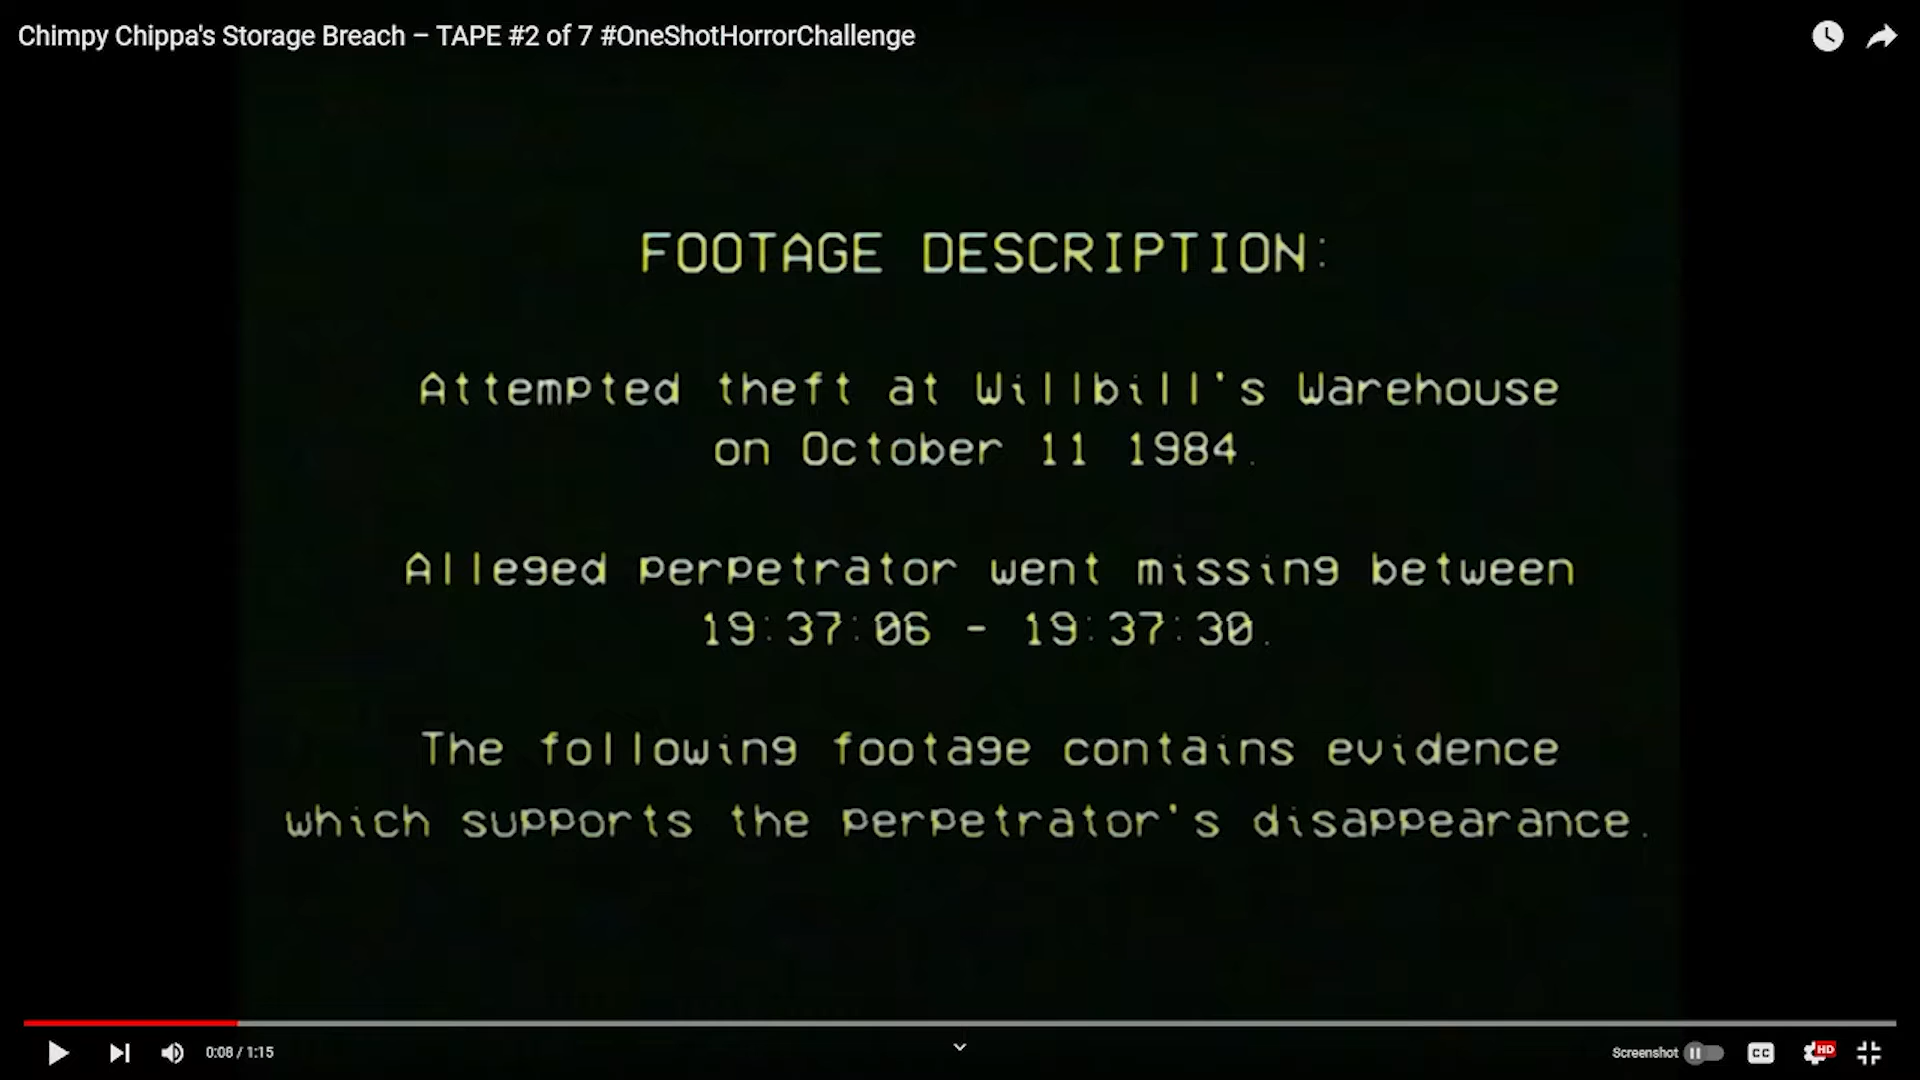 Chimpy Chippa's Storage Breach – TAPE #2 of 7 #OneShotHorrorChallenge
FOOTAGE DESCRIPTION:
Attempted theft at Willbill's Warehouse
on October 11 1984.
Alleged perpetrator went missing between
19:37:06 - 19:37:30.
The following footage contains evidence
which supports the perpetrator's disappearance.
0:08 / 1:15
Screenshot
CC
HD